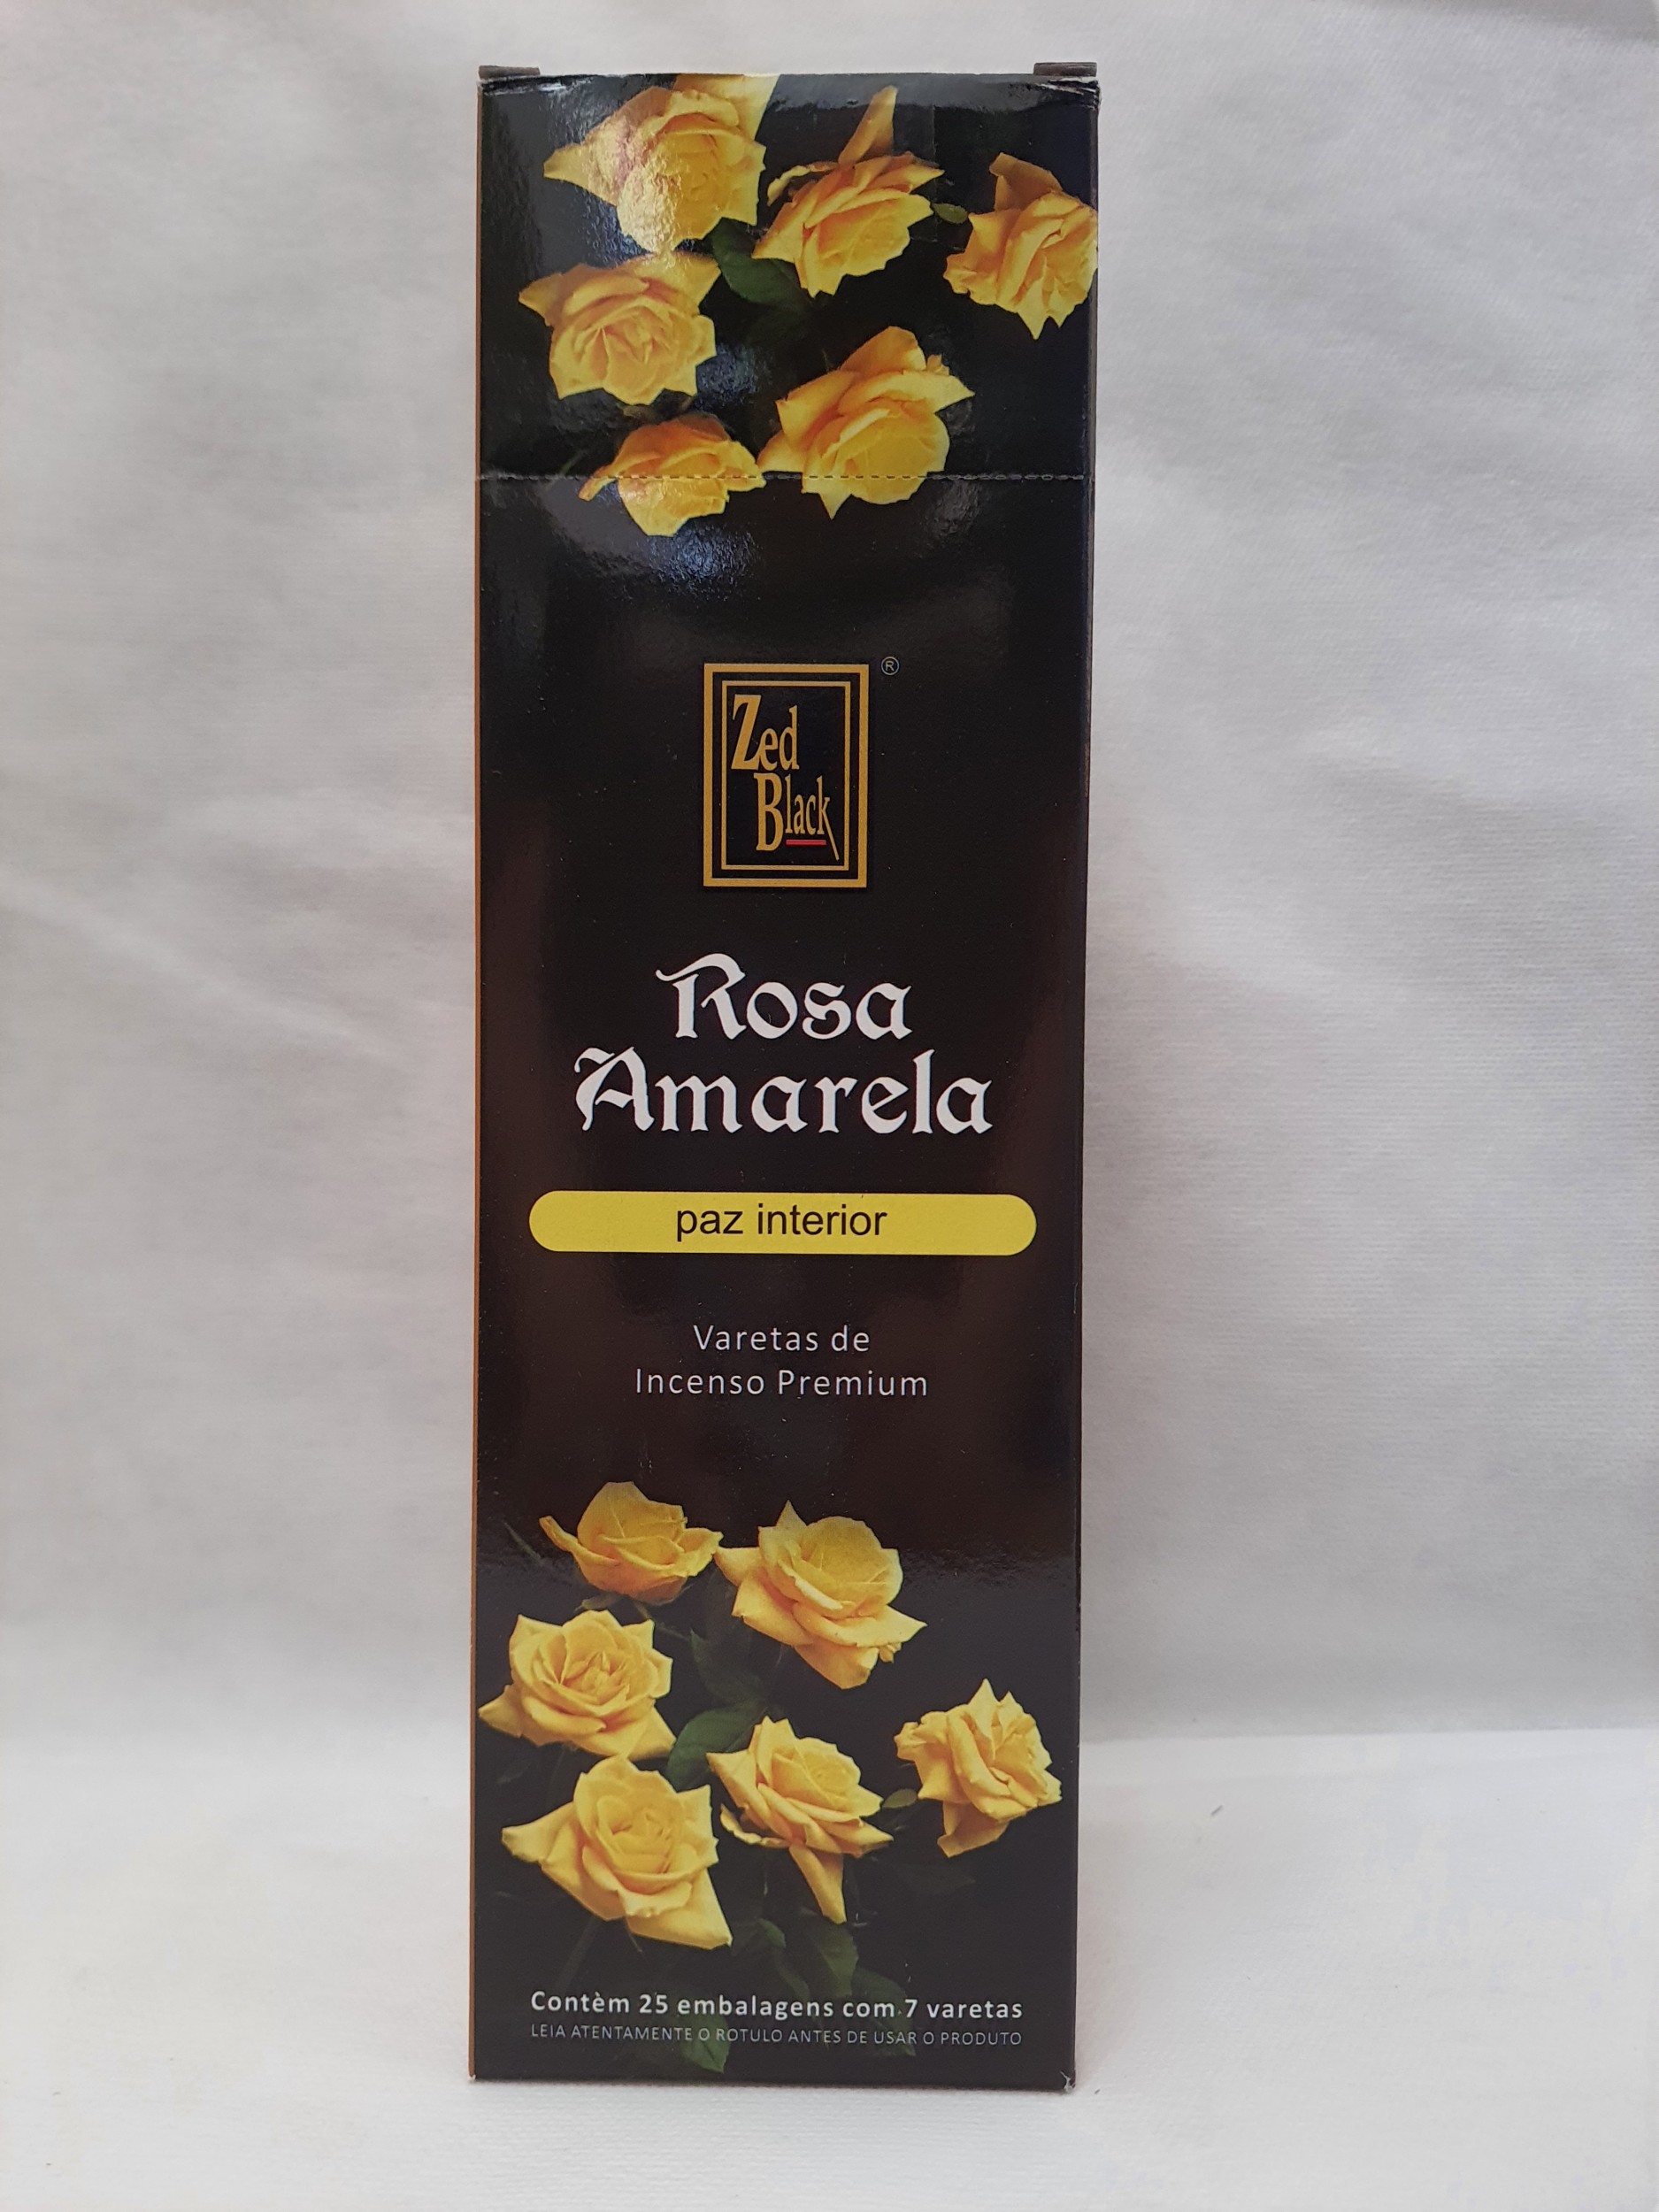 Zed
Black
®
Rosa
Amarela
paz interior
Varetas de
Incenso Premium
Contèm 25 embalagens com 7 varetas
LEIA ATENTAMENTE O ROTULO ANTES DE USAR O PRODUTO